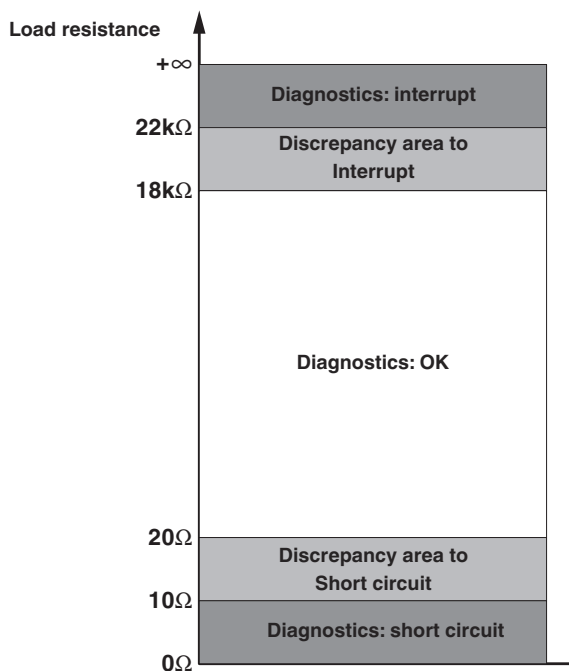 Load resistance
+∞
Diagnostics: interrupt
22kΩ
Discrepancy area to
Interrupt
18kΩ
Diagnostics: OK
20Ω
Discrepancy area to
Short circuit
10Ω
Diagnostics: short circuit
0Ω